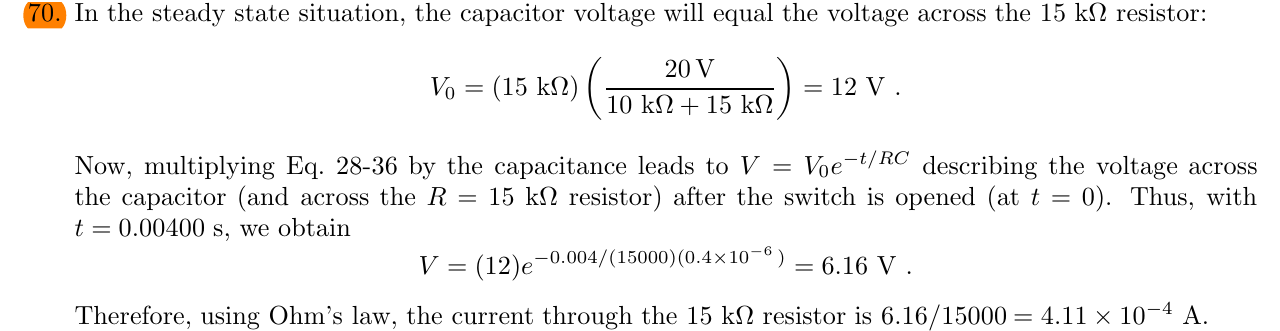 70. In the steady state situation, the capacitor voltage will equal the voltage across the 15 kΩ resistor:
V₀ = (15 kΩ) ( 20 V / 10 kΩ + 15 kΩ ) = 12 V .
Now, multiplying Eq. 28-36 by the capacitance leads to V = V₀e^{−t/RC} describing the voltage across
the capacitor (and across the R = 15 kΩ resistor) after the switch is opened (at t = 0). Thus, with
t = 0.00400 s, we obtain
V = (12)e^{−0.004/(15000)(0.4×10^{−6})} = 6.16 V .
Therefore, using Ohm's law, the current through the 15 kΩ resistor is 6.16/15000 = 4.11 × 10^{−4} A.